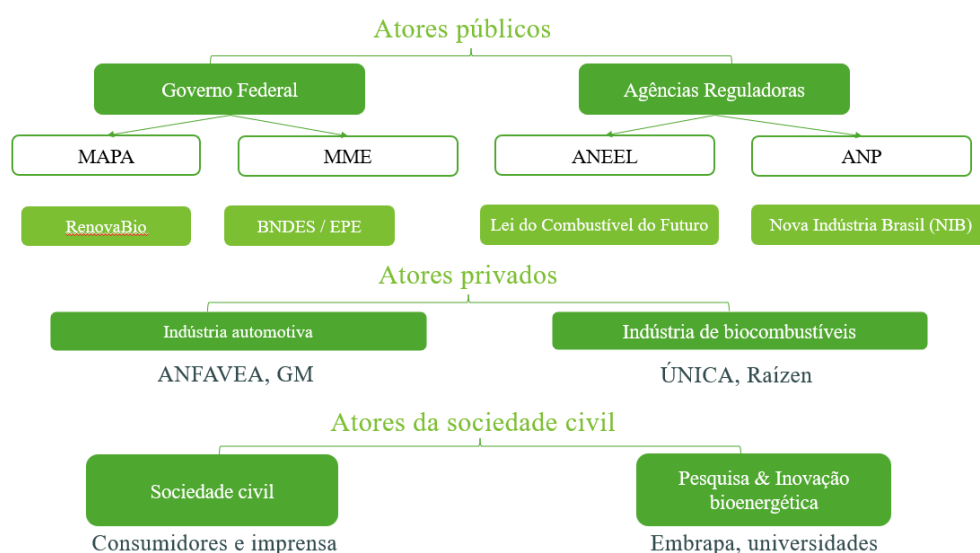 Atores públicos
Governo Federal
Agências Reguladoras
MAPA
MME
ANEEL
ANP
RenovaBio
BNDES / EPE
Lei do Combustível do Futuro
Nova Indústria Brasil (NIB)
Atores privados
Indústria automotiva
Indústria de biocombustíveis
ANFAVEA, GM
ÚNICA, Raízen
Atores da sociedade civil
Sociedade civil
Pesquisa & Inovação
bioenergética
Consumidores e imprensa
Embrapa, universidades